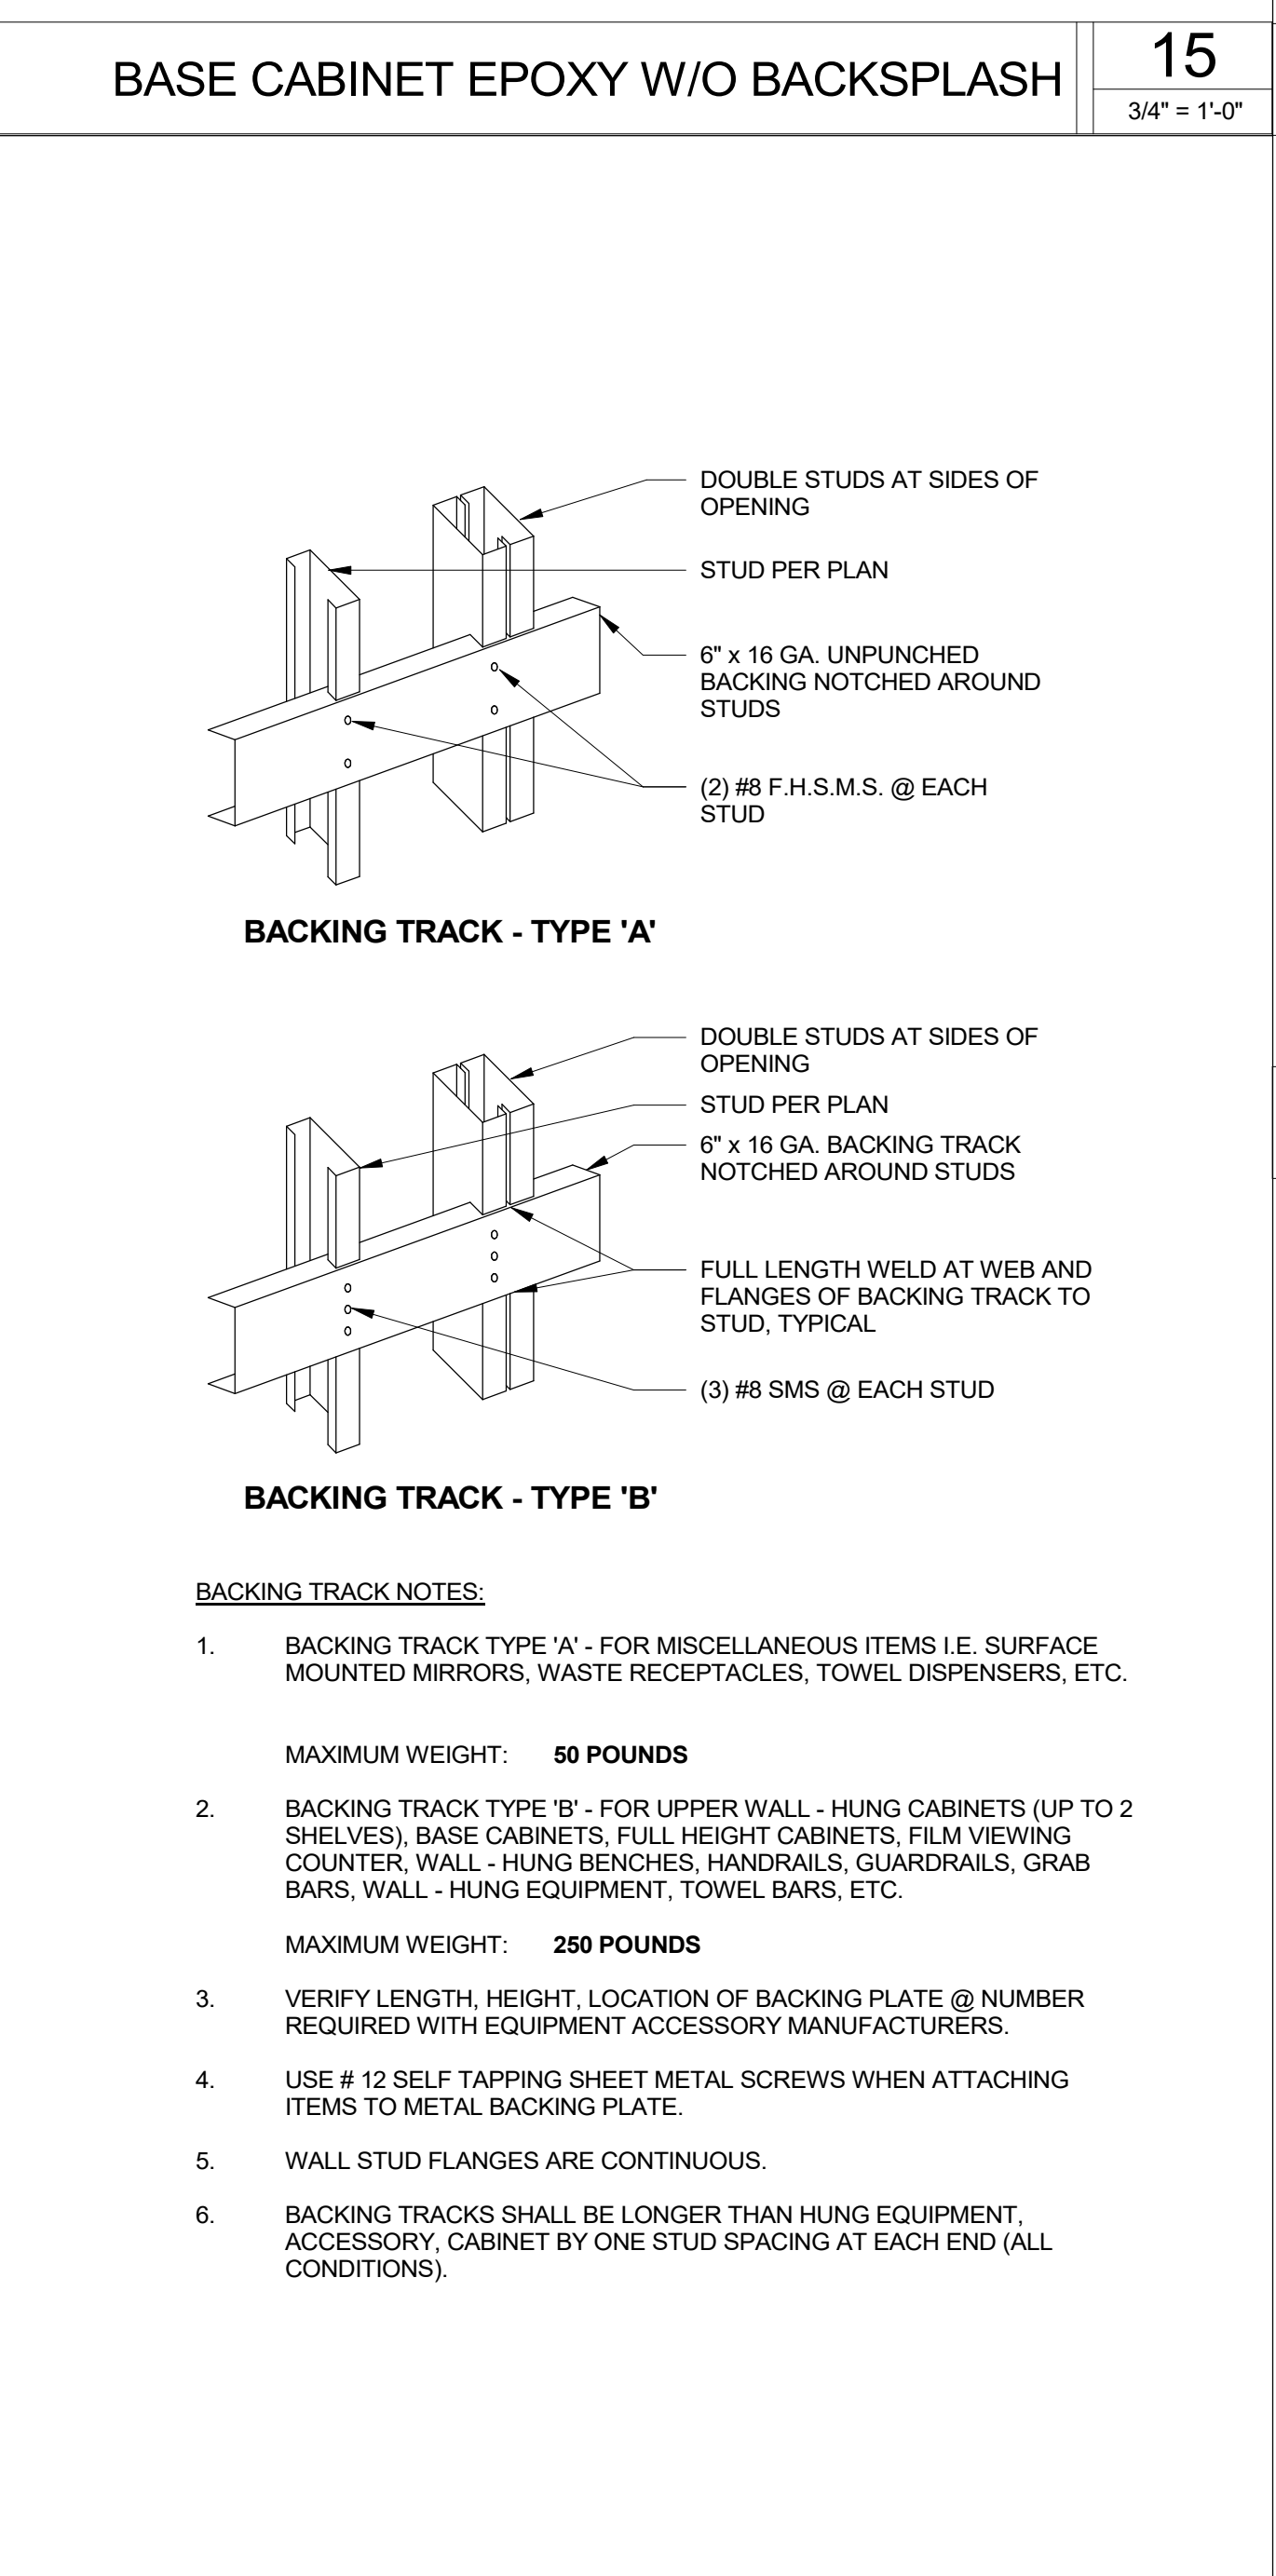 BASE CABINET EPOXY W/O BACKSPLASH
15
3/4" = 1'-0"
DOUBLE STUDS AT SIDES OF
OPENING
STUD PER PLAN
6" x 16 GA. UNPUNCHED
BACKING NOTCHED AROUND
STUDS
(2) #8 F.H.S.M.S. @ EACH
STUD
BACKING TRACK - TYPE 'A'
DOUBLE STUDS AT SIDES OF
OPENING
STUD PER PLAN
6" x 16 GA. BACKING TRACK
NOTCHED AROUND STUDS
FULL LENGTH WELD AT WEB AND
FLANGES OF BACKING TRACK TO
STUD, TYPICAL
(3) #8 SMS @ EACH STUD
BACKING TRACK - TYPE 'B'
BACKING TRACK NOTES:
1. BACKING TRACK TYPE 'A' - FOR MISCELLANEOUS ITEMS I.E. SURFACE
MOUNTED MIRRORS, WASTE RECEPTACLES, TOWEL DISPENSERS, ETC.
MAXIMUM WEIGHT: 50 POUNDS
2. BACKING TRACK TYPE 'B' - FOR UPPER WALL - HUNG CABINETS (UP TO 2
SHELVES), BASE CABINETS, FULL HEIGHT CABINETS, FILM VIEWING
COUNTER, WALL - HUNG BENCHES, HANDRAILS, GUARDRAILS, GRAB
BARS, WALL - HUNG EQUIPMENT, TOWEL BARS, ETC.
MAXIMUM WEIGHT: 250 POUNDS
3. VERIFY LENGTH, HEIGHT, LOCATION OF BACKING PLATE @ NUMBER
REQUIRED WITH EQUIPMENT ACCESSORY MANUFACTURERS.
4. USE # 12 SELF TAPPING SHEET METAL SCREWS WHEN ATTACHING
ITEMS TO METAL BACKING PLATE.
5. WALL STUD FLANGES ARE CONTINUOUS.
6. BACKING TRACKS SHALL BE LONGER THAN HUNG EQUIPMENT,
ACCESSORY, CABINET BY ONE STUD SPACING AT EACH END (ALL
CONDITIONS).